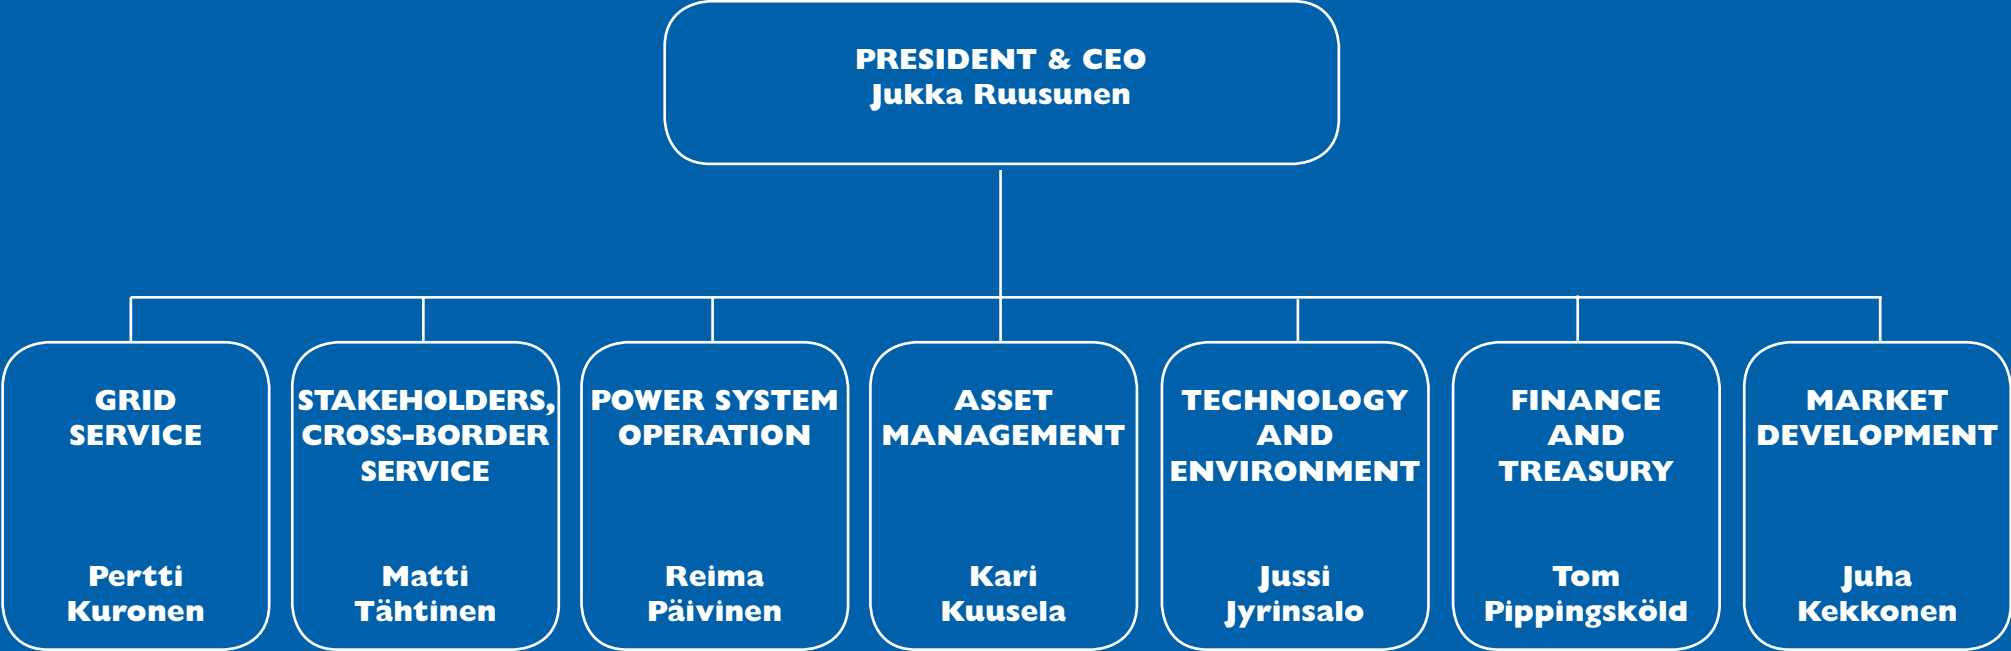 PRESIDENT & CEO
Jukka Ruusunen
GRID
SERVICE
Pertti
Kuronen
STAKEHOLDERS,
CROSS-BORDER
SERVICE
Matti
Tähtinen
POWER SYSTEM
OPERATION
Reima
Päivinen
ASSET
MANAGEMENT
Kari
Kuusela
TECHNOLOGY
AND
ENVIRONMENT
Jussi
Jyrinsalo
FINANCE
AND
TREASURY
Tom
Pippingsköld
MARKET
DEVELOPMENT
Juha
Kekkonen